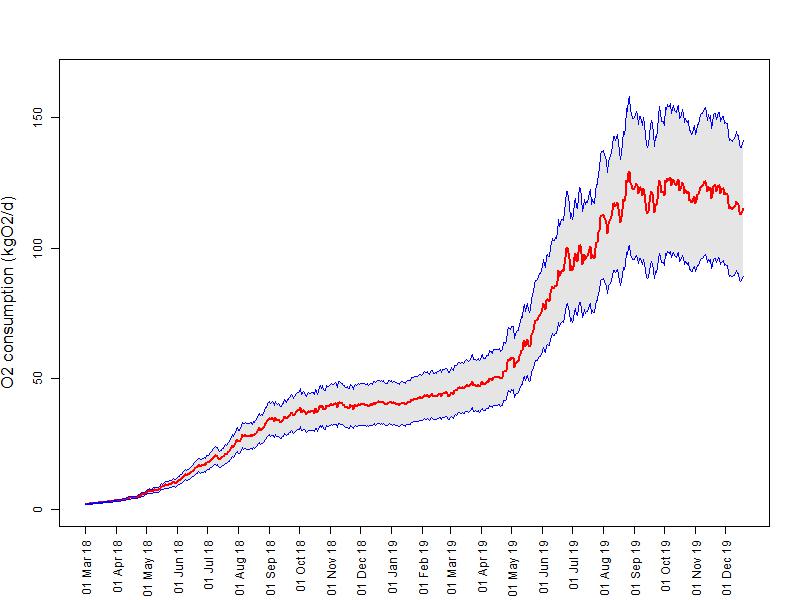 O2 consumption (kgO2/d)
150
100
50
0
01 Mar 18
01 Apr 18
01 May 18
01 Jun 18
01 Jul 18
01 Aug 18
01 Sep 18
01 Oct 18
01 Nov 18
01 Dec 18
01 Jan 19
01 Feb 19
01 Mar 19
01 Apr 19
01 May 19
01 Jun 19
01 Jul 19
01 Aug 19
01 Sep 19
01 Oct 19
01 Nov 19
01 Dec 19